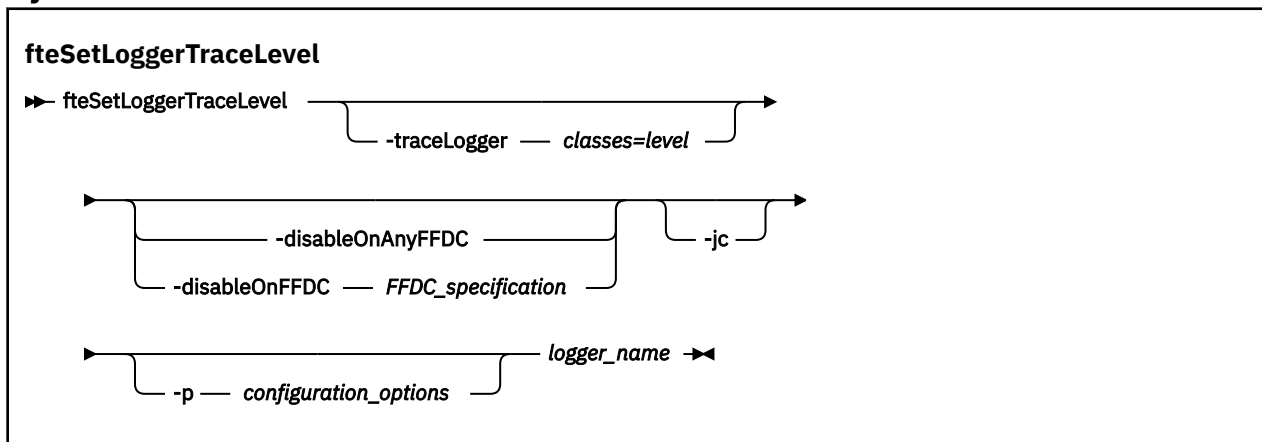 fteSetLoggerTraceLevel
fteSetLoggerTraceLevel
-traceLogger classes=level
-disableOnAnyFFDC
-jc
-disableOnFFDC FFDC_specification
logger_name
-p configuration_options